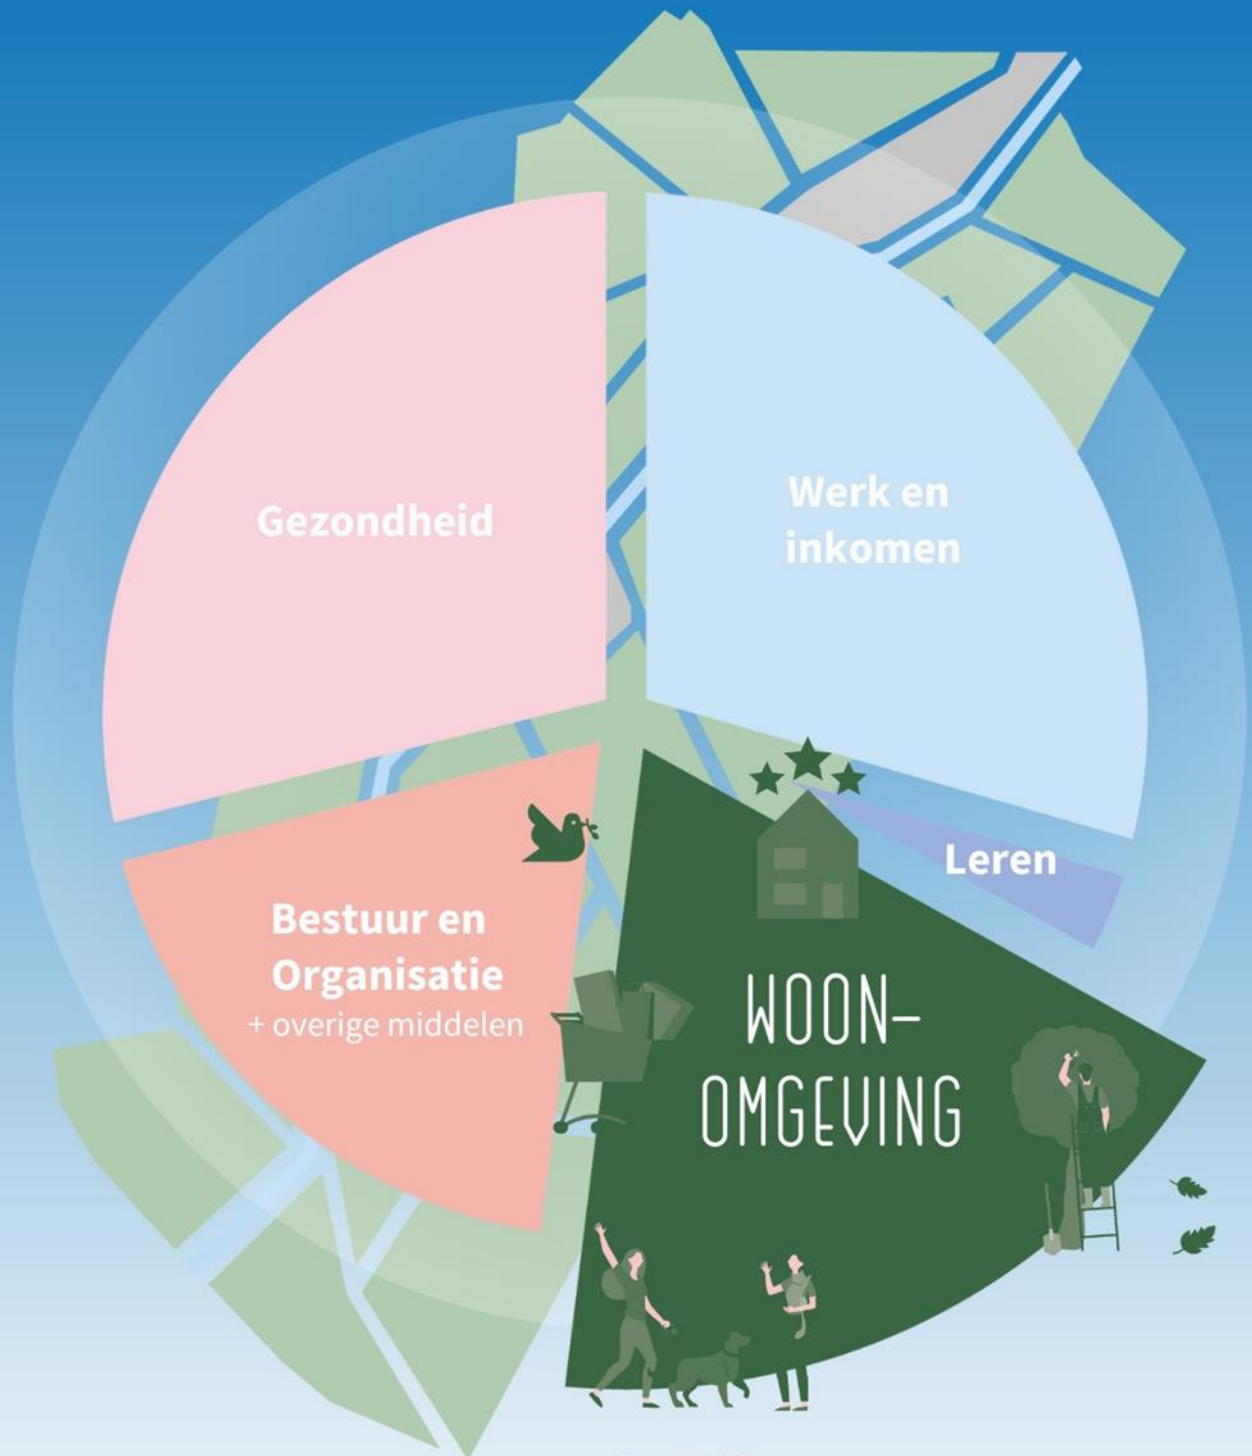 Gezondheid
Werk en
inkomen
Leren
Bestuur en
Organisatie
+ overige middelen
WOON-
OMGEVING